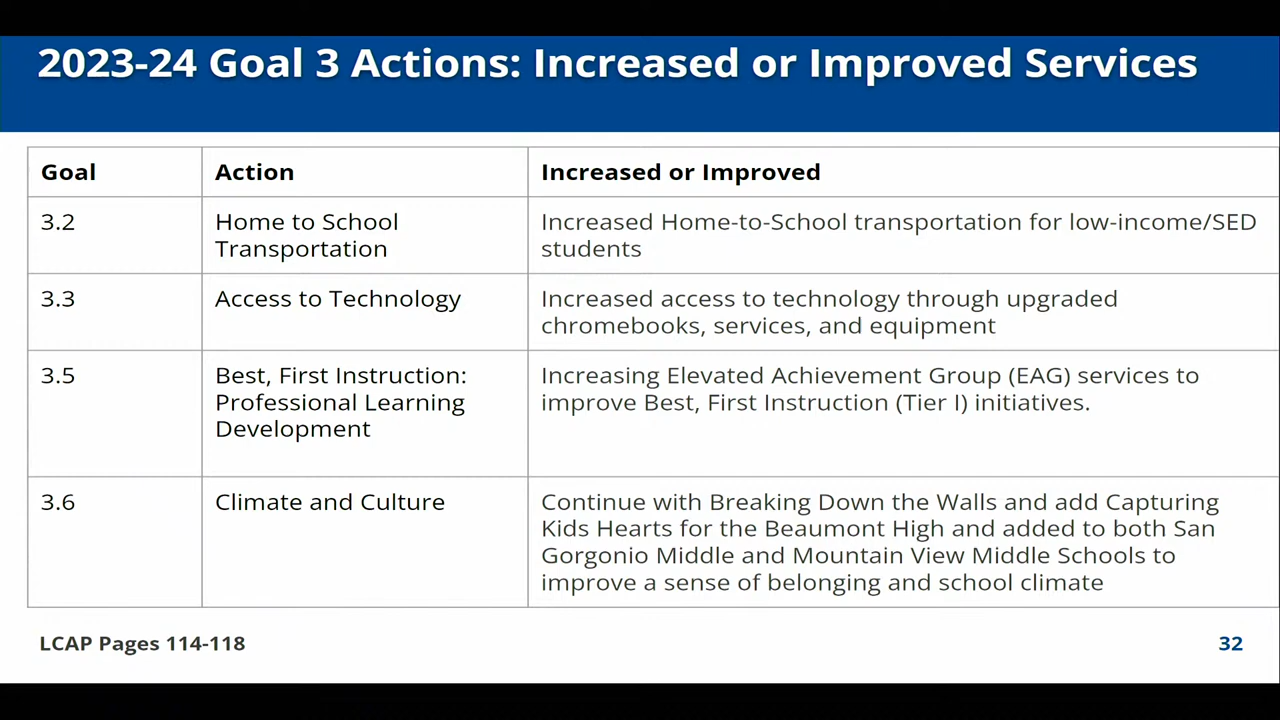 2023-24 Goal 3 Actions: Increased or Improved Services
Goal
Action
Increased or Improved
3.2
Home to School
Transportation
Increased Home-to-School transportation for low-income/SED
students
3.3
Access to Technology
Increased access to technology through upgraded
chromebooks, services, and equipment
3.5
Best, First Instruction:
Professional Learning
Development
Increasing Elevated Achievement Group (EAG) services to
improve Best, First Instruction (Tier I) initiatives.
3.6
Climate and Culture
Continue with Breaking Down the Walls and add Capturing
Kids Hearts for the Beaumont High and added to both San
Gorgonio Middle and Mountain View Middle Schools to
improve a sense of belonging and school climate
LCAP Pages 114-118
32